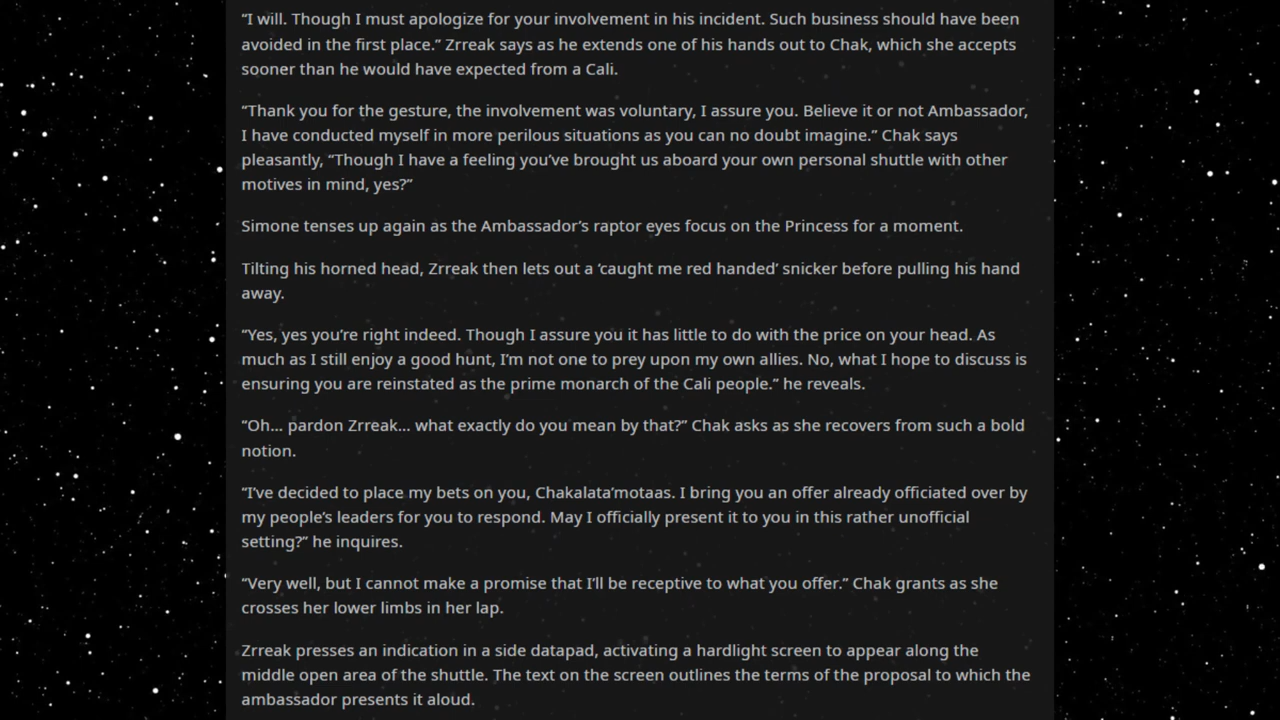 “I will. Though I must apologize for your involvement in his incident. Such business should have been
avoided in the first place.” Zrreak says as he extends one of his hands out to Chak, which she accepts
sooner than he would have expected from a Cali.
“Thank you for the gesture, the involvement was voluntary, I assure you. Believe it or not Ambassador,
I have conducted myself in more perilous situations as you can no doubt imagine.” Chak says
pleasantly, “Though I have a feeling you’ve brought us aboard your own personal shuttle with other
motives in mind, yes?”
Simone tenses up again as the Ambassador’s raptor eyes focus on the Princess for a moment.
Tilting his horned head, Zrreak then lets out a ‘caught me red handed’ snicker before pulling his hand
away.
“Yes, yes you’re right indeed. Though I assure you it has little to do with the price on your head. As
much as I still enjoy a good hunt, I’m not one to prey upon my own allies. No, what I hope to discuss is
ensuring you are reinstated as the prime monarch of the Cali people.” he reveals.
“Oh… pardon Zrreak… what exactly do you mean by that?” Chak asks as she recovers from such a bold
notion.
“I’ve decided to place my bets on you, Chakalata’motaas. I bring you an offer already officiated over by
my people’s leaders for you to respond. May I officially present it to you in this rather unofficial
setting?” he inquires.
“Very well, but I cannot make a promise that I’ll be receptive to what you offer.” Chak grants as she
crosses her lower limbs in her lap.
Zrreak presses an indication in a side datapad, activating a hardlight screen to appear along the
middle open area of the shuttle. The text on the screen outlines the terms of the proposal to which the
ambassador presents it aloud.